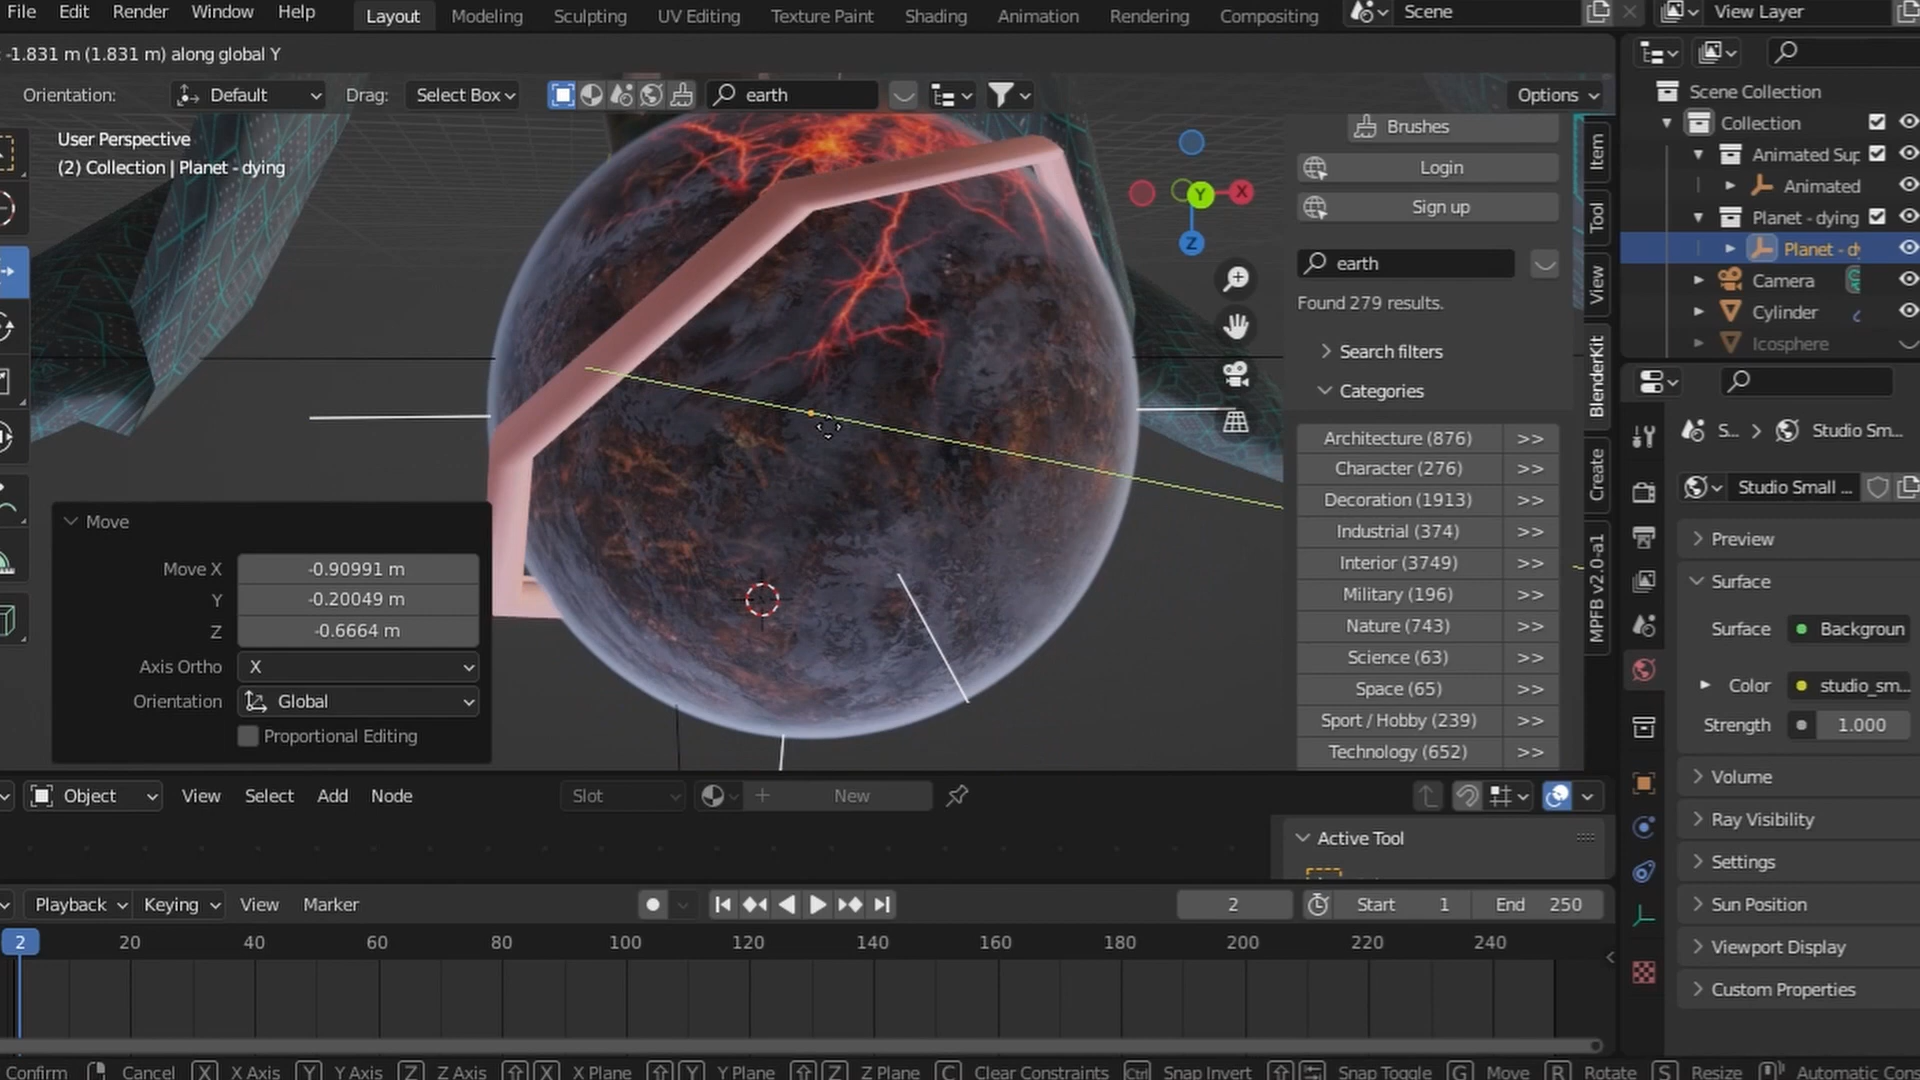 File Edit Render Window Help Layout Modeling Sculpting UV Editing Texture Paint Shading Animation Rendering Compositing Scene View Layer
-1.831 m (1.831 m) along global Y
Orientation: Default Drag: Select Box earth Options
User Perspective
(2) Collection | Planet - dying
Y
X
Z
Brushes
Login
Sign up
earth
Found 279 results.
Search filters
Categories
Architecture (876) >>
Character (276) >>
Decoration (1913) >>
Industrial (374) >>
Interior (3749) >>
Military (196) >>
Nature (743) >>
Science (63) >>
Space (65) >>
Sport / Hobby (239) >>
Technology (652) >>
Item
Tool
View
BlenderKit
Create
MPFB v2.0-a1
Scene Collection
Collection
Animated Sup
Animated
Planet - dying
Planet - dy
Camera
Cylinder
Icosphere
S... Studio Sm...
Studio Small ...
Preview
Surface
Surface Backgroun
Color studio_sm...
Strength 1.000
Volume
Ray Visibility
Settings
Sun Position
Viewport Display
Custom Properties
Move
Move X -0.90991 m
Y -0.20049 m
Z -0.6664 m
Axis Ortho X
Orientation Global
Proportional Editing
Object View Select Add Node Slot New
Active Tool
Playback Keying View Marker 2 Start 1 End 250
2 20 40 60 80 100 120 140 160 180 200 220 240
Confirm Cancel X X Axis Y Y Axis Z Z Axis X X Plane Y Y Plane Z Z Plane C Clear Constraints Ctrl Snap Invert Snap Toggle G Move R Rotate S Resize Automatic Cons